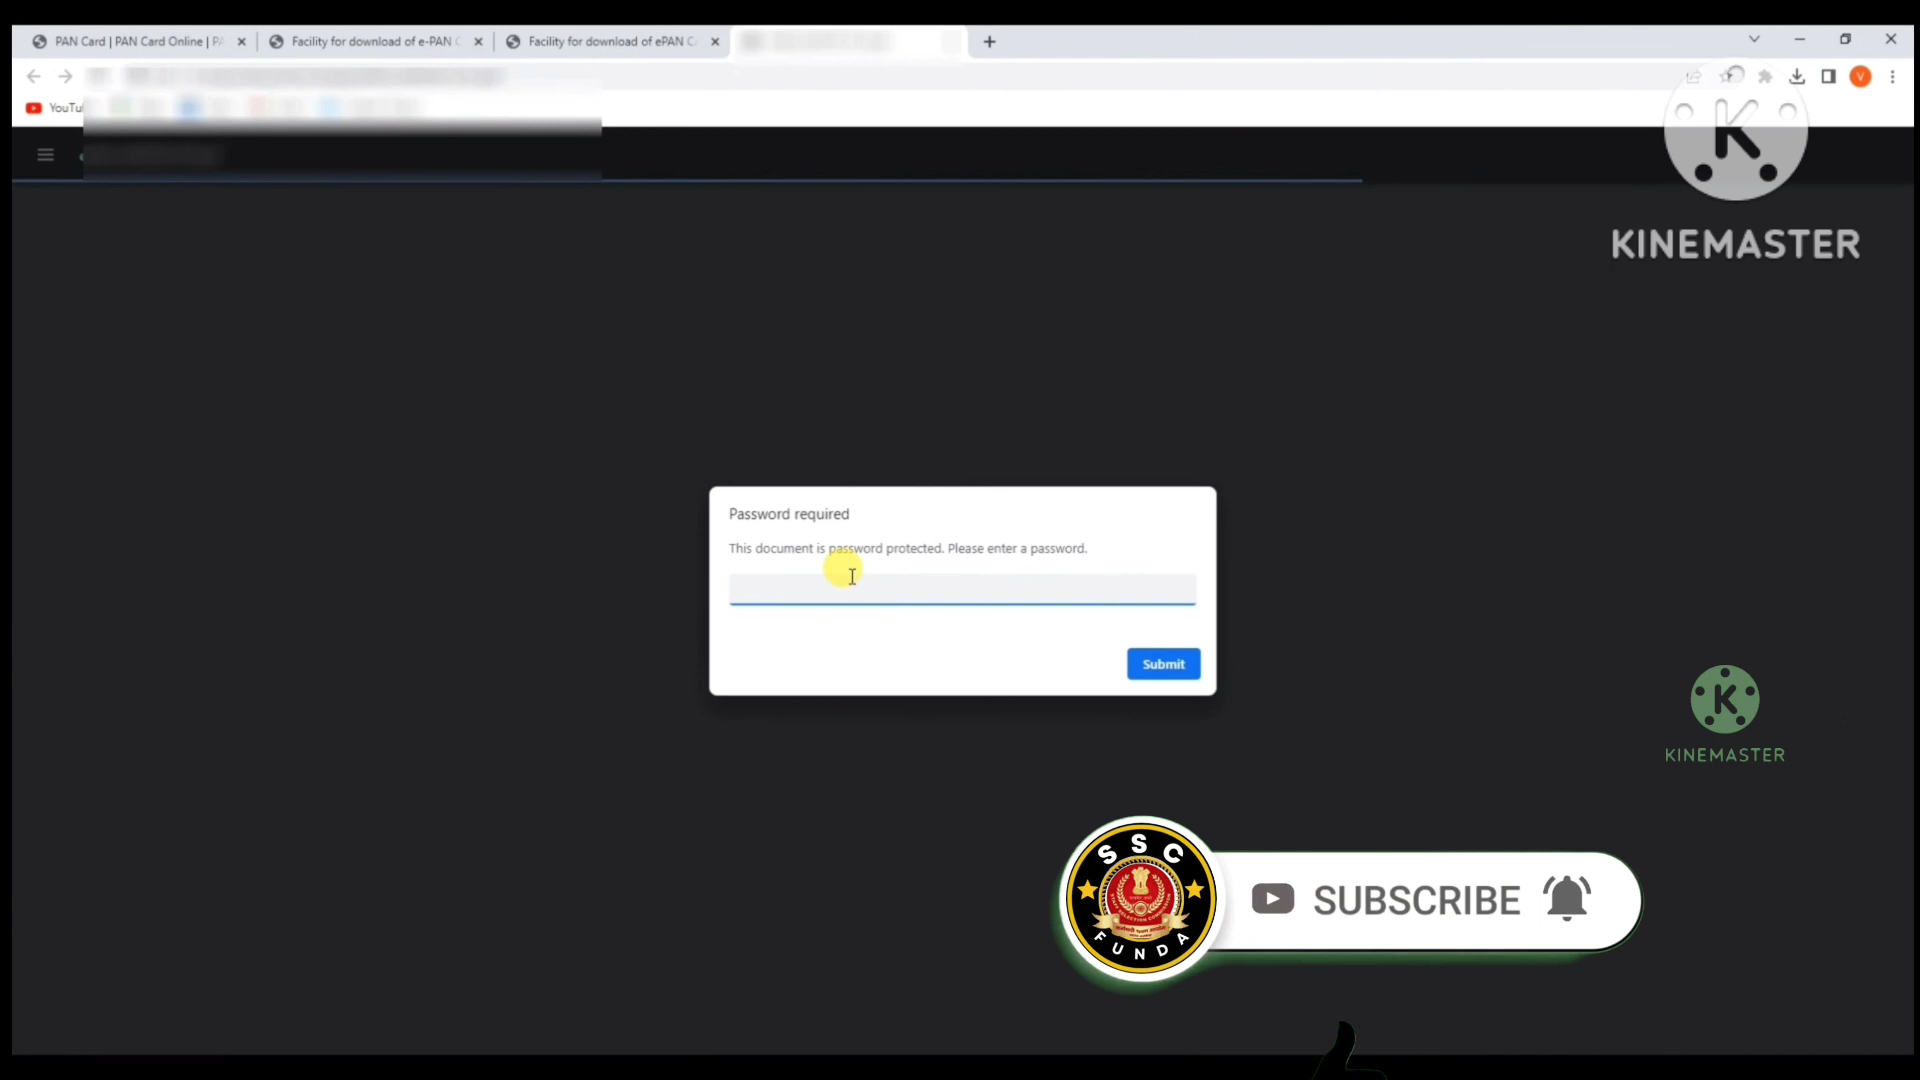 PAN Card | PAN Card Online | PA
Facility for download of e-PAN C
Facility for download of ePAN C
YouTu
V
K
KINEMASTER
Password required
This document is password protected. Please enter a password.
Submit
K
KINEMASTER
SSC
FUNDA
SUBSCRIBE